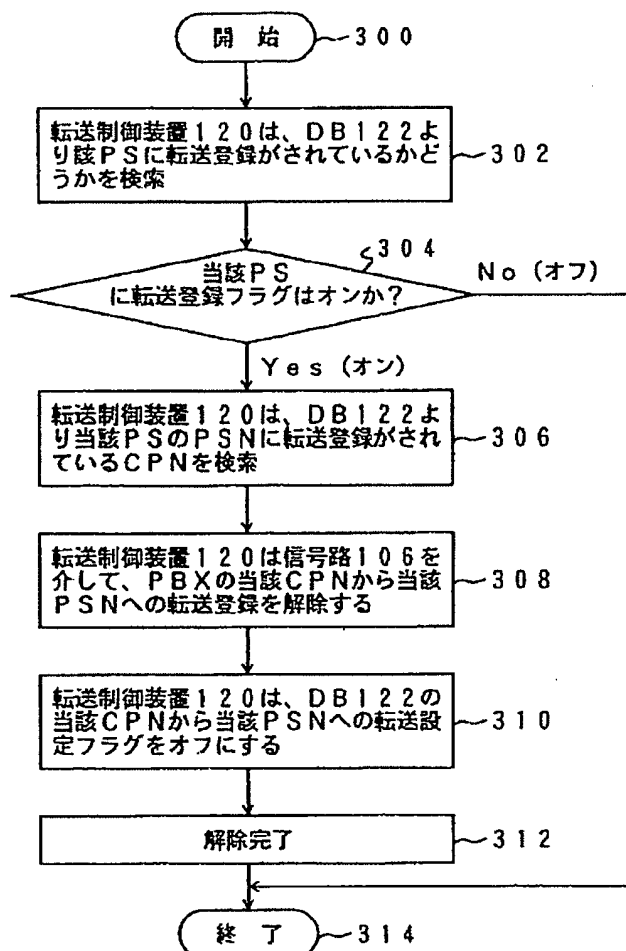 開 始
300
転送制御装置120は、DB122よ
り該PSに転送登録がされているかど
うかを検索
302
304
当該PS
に転送登録フラグはオンか?
No(オフ)
Yes(オン)
転送制御装置120は、DB122よ
り当該PSのPSNに転送登録がされ
ているCPNを検索
306
転送制御装置120は信号路106を
介して、PBXの当該CPNから当該
PSNへの転送登録を解除する
308
転送制御装置120は、DB122の
当該CPNから当該PSNへの転送設
定フラグをオフにする
310
解除完了
312
終 了
314